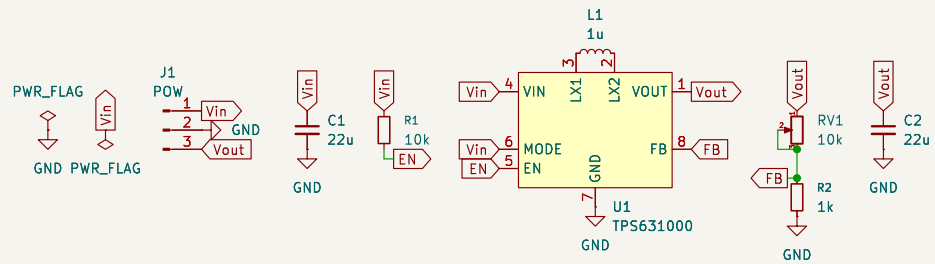 PWR_FLAG
GND
Vin
PWR_FLAG
J1
POW
1
Vin
2
GND
3
Vout
Vin
C1
22u
GND
Vin
R1
10k
EN
L1
1u
3
2
Vin
4
VIN
LX1
LX2
VOUT
1
Vout
Vin
6
MODE
EN
5
EN
GND
FB
8
FB
7
U1
TPS631000
GND
Vout
1
2
RV1
10k
FB
R2
1k
GND
Vout
C2
22u
GND